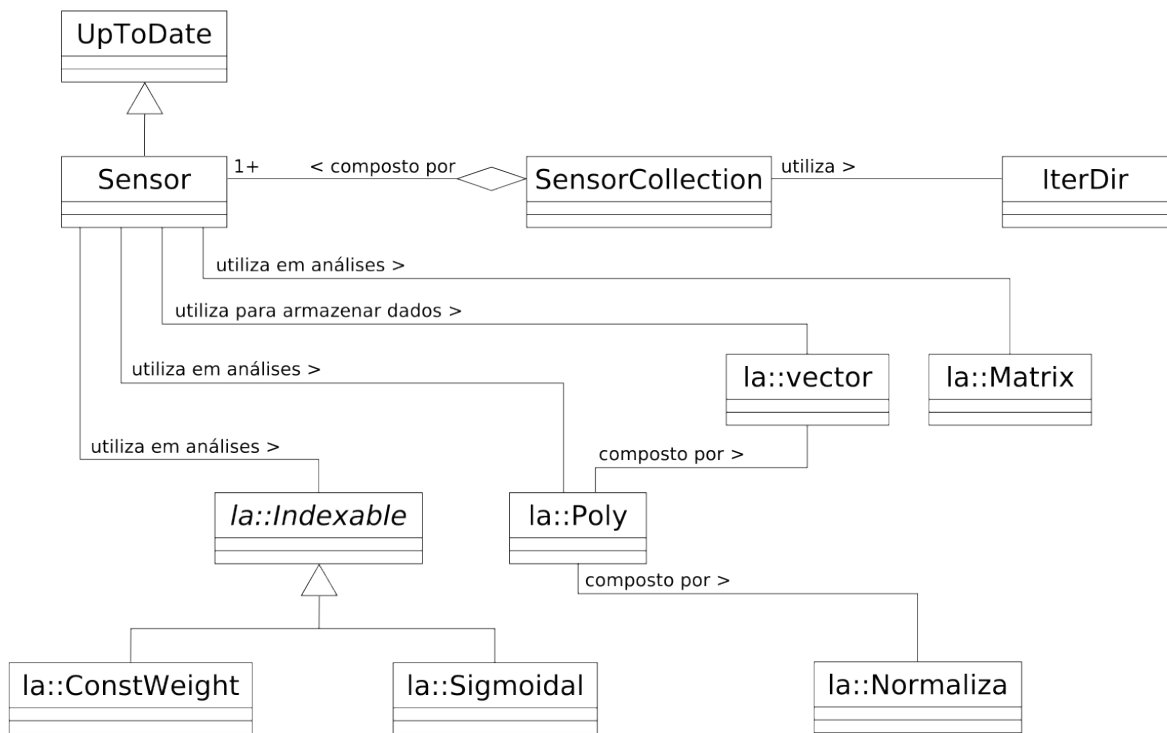 UpToDate
Sensor
1+
< composto por
SensorCollection
utiliza >
IterDir
utiliza em análises >
utiliza para armazenar dados >
utiliza em análises >
la::vector
la::Matrix
utiliza em análises >
composto por >
la::Indexable
la::Poly
composto por >
la::ConstWeight
la::Sigmoidal
la::Normaliza